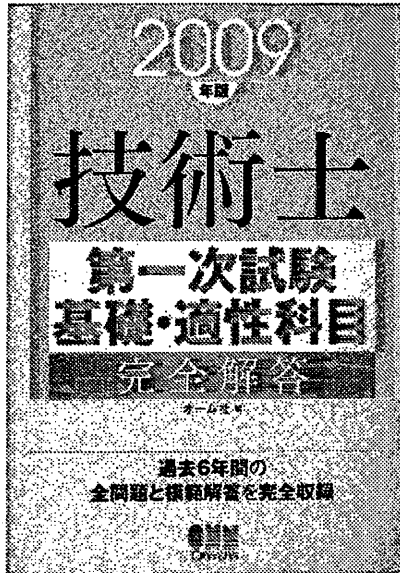 2009
年版
技術士
第一次試験
基礎・適性科目
完全解答
オーム社 編
過去6年間の
全問題と模範解答を完全収録